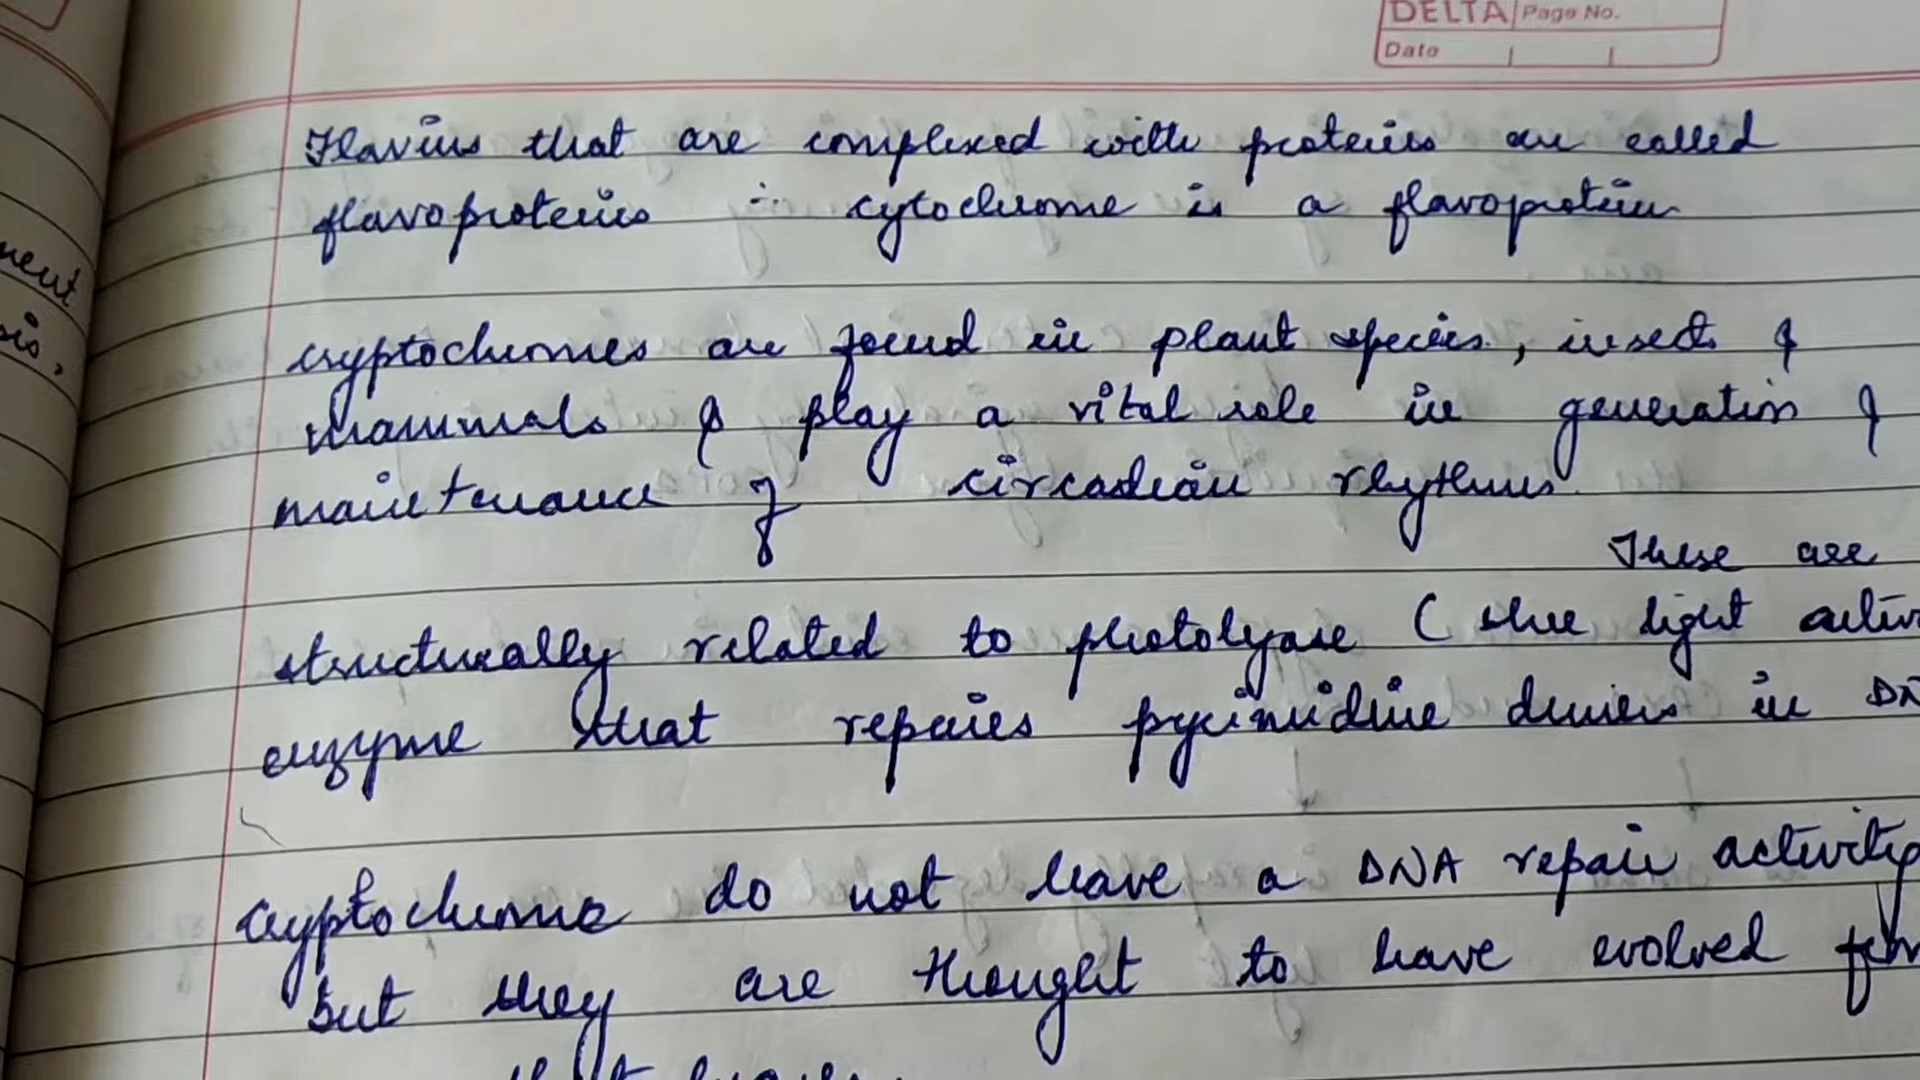 DELTA Page No.
Date
Flavins that are complexed with proteins are called
flavoproteins ∴ cytochrome is a flavoprotein
cryptochromes are found in plant species, insects &
mammals & play a vital role in generation &
maintenance of circadian rhythms.
These are
structurally related to photolyase ( blue light activ
enzyme that repairs pyrimidine dimers in DN
cryptochrome do not have a DNA repair activity
but they are thought to have evolved